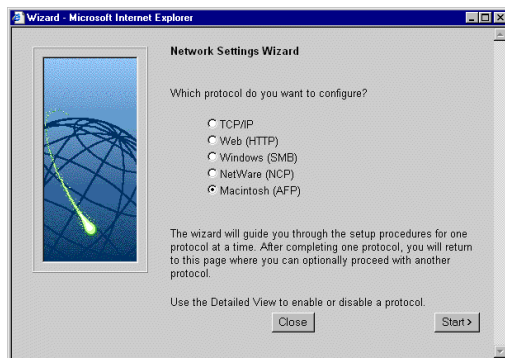 Wizard - Microsoft Internet Explorer
Network Settings Wizard
Which protocol do you want to configure?
TCP/IP
Web (HTTP)
Windows (SMB)
NetWare (NCP)
Macintosh (AFP)
The wizard will guide you through the setup procedures for one
protocol at a time. After completing one protocol, you will return
to this page where you can optionally proceed with another
protocol.
Use the Detailed View to enable or disable a protocol.
Close
Start >